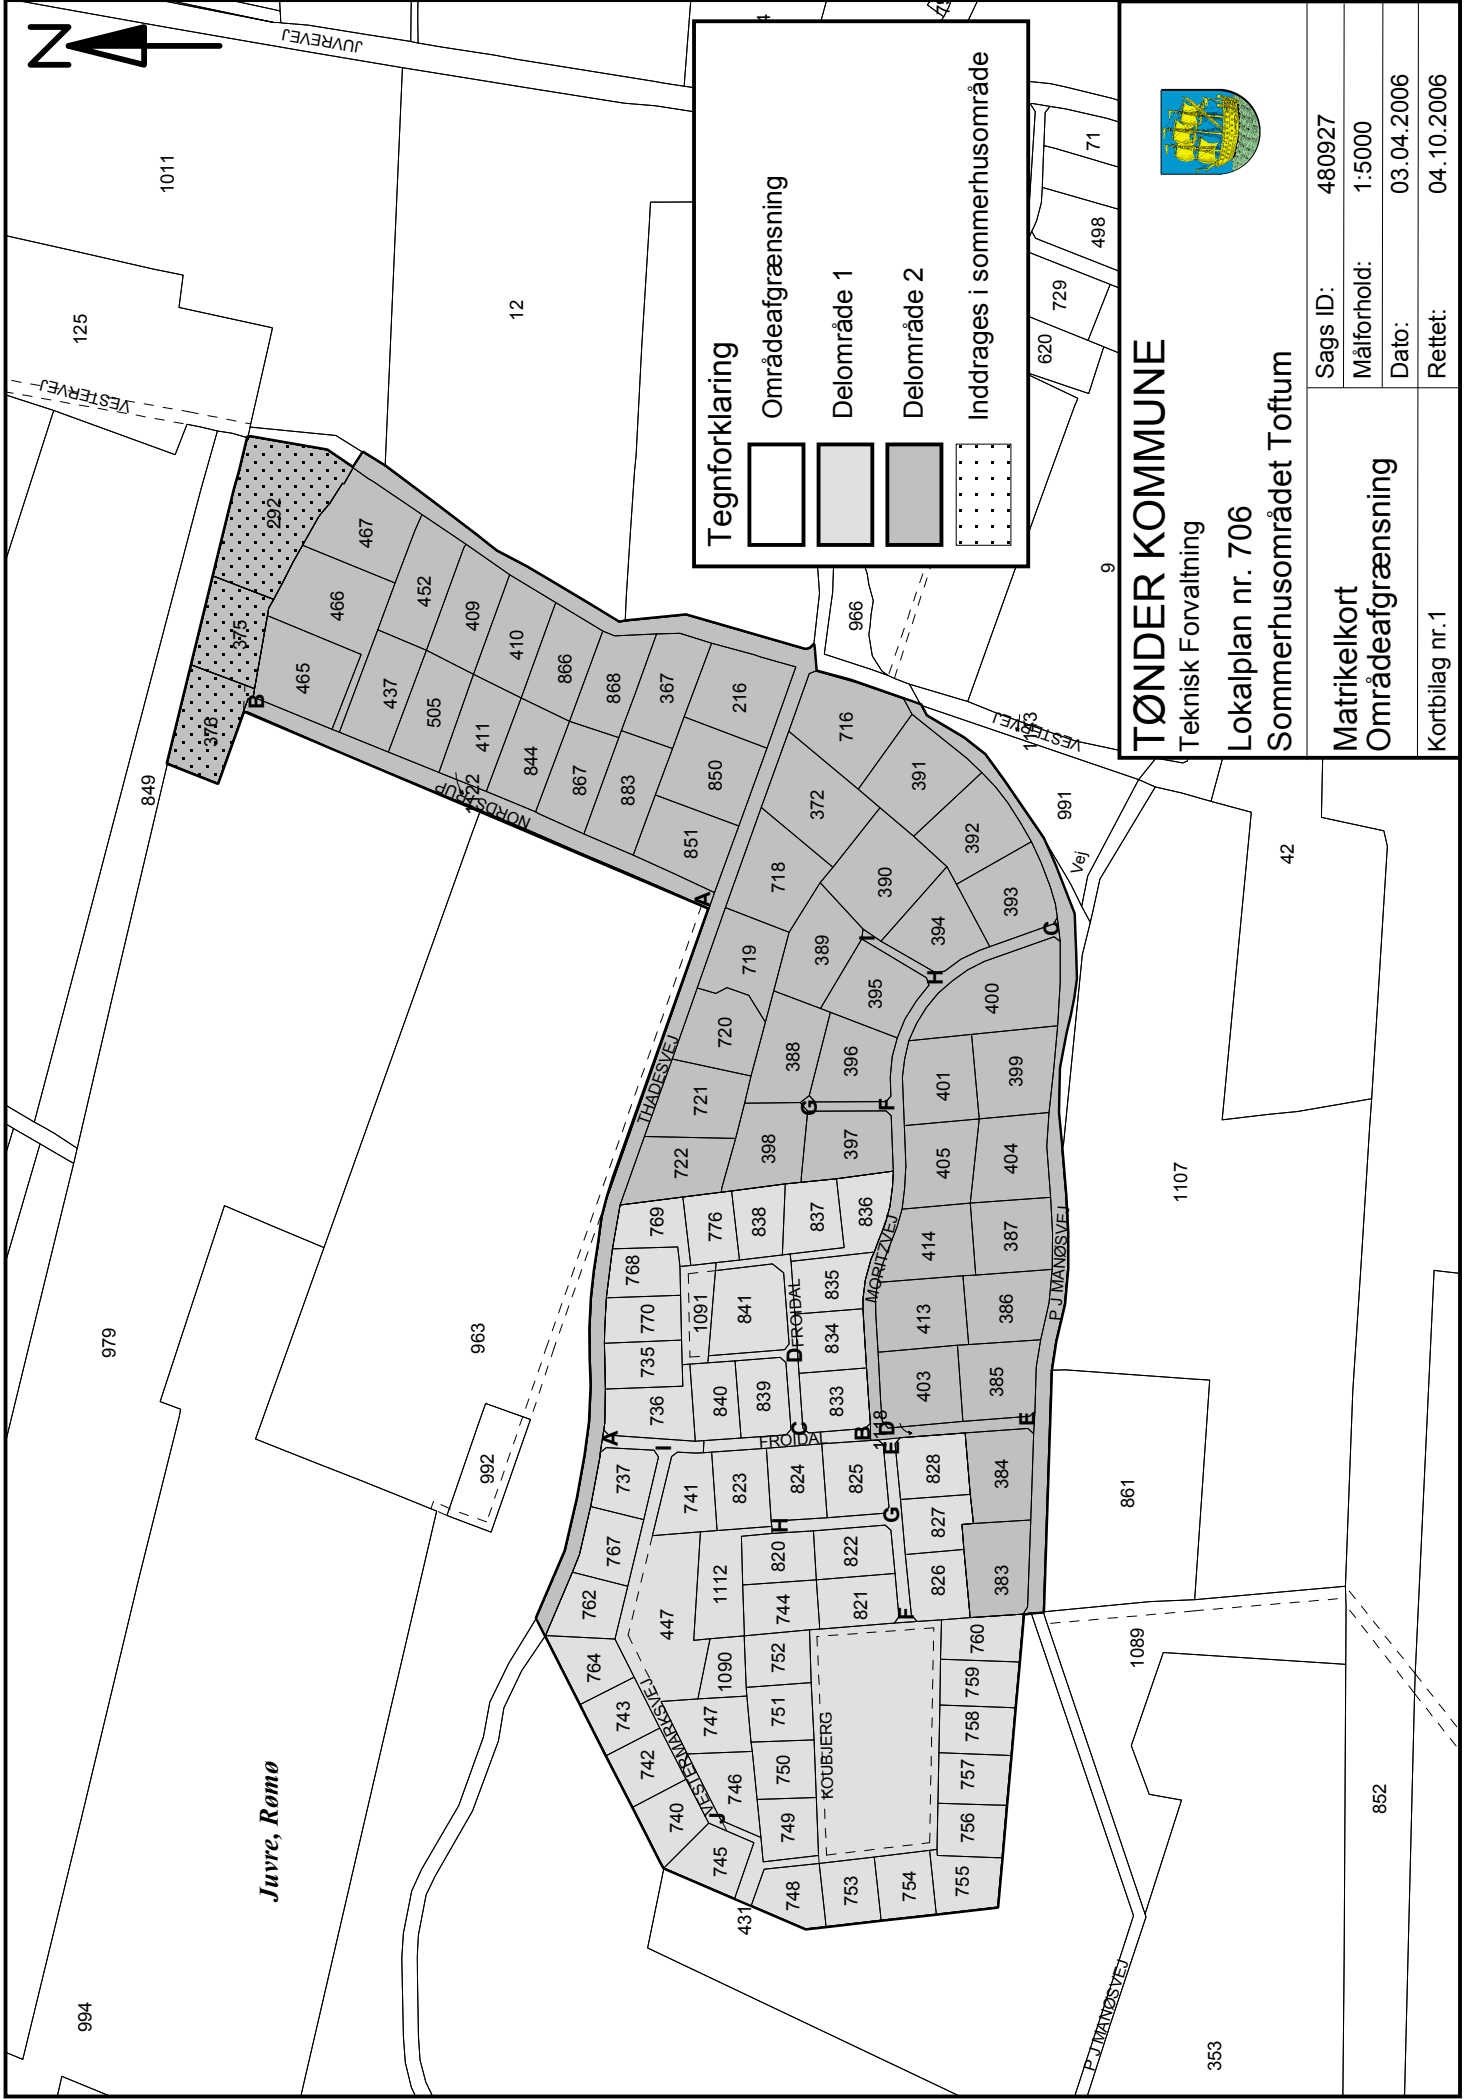 N
JUVREVEJ
1011
125
VESTERVEJ
12
4
849
979
963
994
992
Juvre, Rømø
292
375
376
B
467
466
465
452
437
409
505
410
411
866
844
868
867
367
883
216
850
851
1122
NORDSTRUP
A
THADESVEJ
716
372
718
719
720
721
722
391
392
390
393
394
389
395
388
396
398
397
I
H
C
G
F
400
401
399
405
404
414
387
413
386
403
385
384
383
769
776
838
837
836
768
770
735
736
1091
841
840
839
835
834
833
MORITZVEJ
FROIDAL
FROIDAL
P J MANØSVEJ
A
I
D
C
B
D
E
E
1118
737
767
762
764
743
742
740
745
741
823
824
825
828
827
826
H
G
F
820
822
744
821
1112
447
1090
752
747
751
746
750
749
748
753
754
755
756
757
758
759
760
VESTERMARKSVEJ
J
KOUBJERG
431
353
P J MANØSVEJ
852
1089
861
1107
42
991
Vej
VESTERVEJ
1143
966
9
620
729
498
71
Tegnforklaring
Områdeafgrænsning
Delområde 1
Delområde 2
Inddrages i sommerhusområde
TØNDER KOMMUNE
Teknisk Forvaltning
Lokalplan nr. 706
Sommerhusområdet Toftum
Matrikelkort
Områdeafgrænsning
Kortbilag nr.1
Sags ID: 480927
Målforhold: 1:5000
Dato: 03.04.2006
Rettet: 04.10.2006